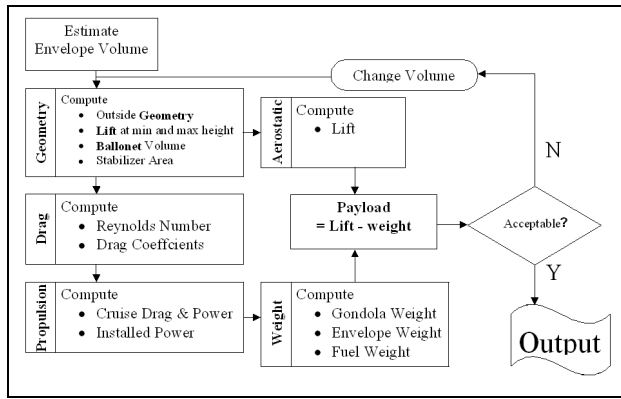 Estimate
Envelope Volume
Change Volume
Geometry
Compute
• Outside Geometry
• Lift at min and max height
• Ballonet Volume
• Stabilizer Area
Aerostatic
Compute
• Lift
N
Drag
Compute
• Reynolds Number
• Drag Coeffcients
Payload
= Lift - weight
Acceptable?
Y
Propulsion
Compute
• Cruise Drag & Power
• Installed Power
Weight
Compute
• Gondola Weight
• Envelope Weight
• Fuel Weight
Output